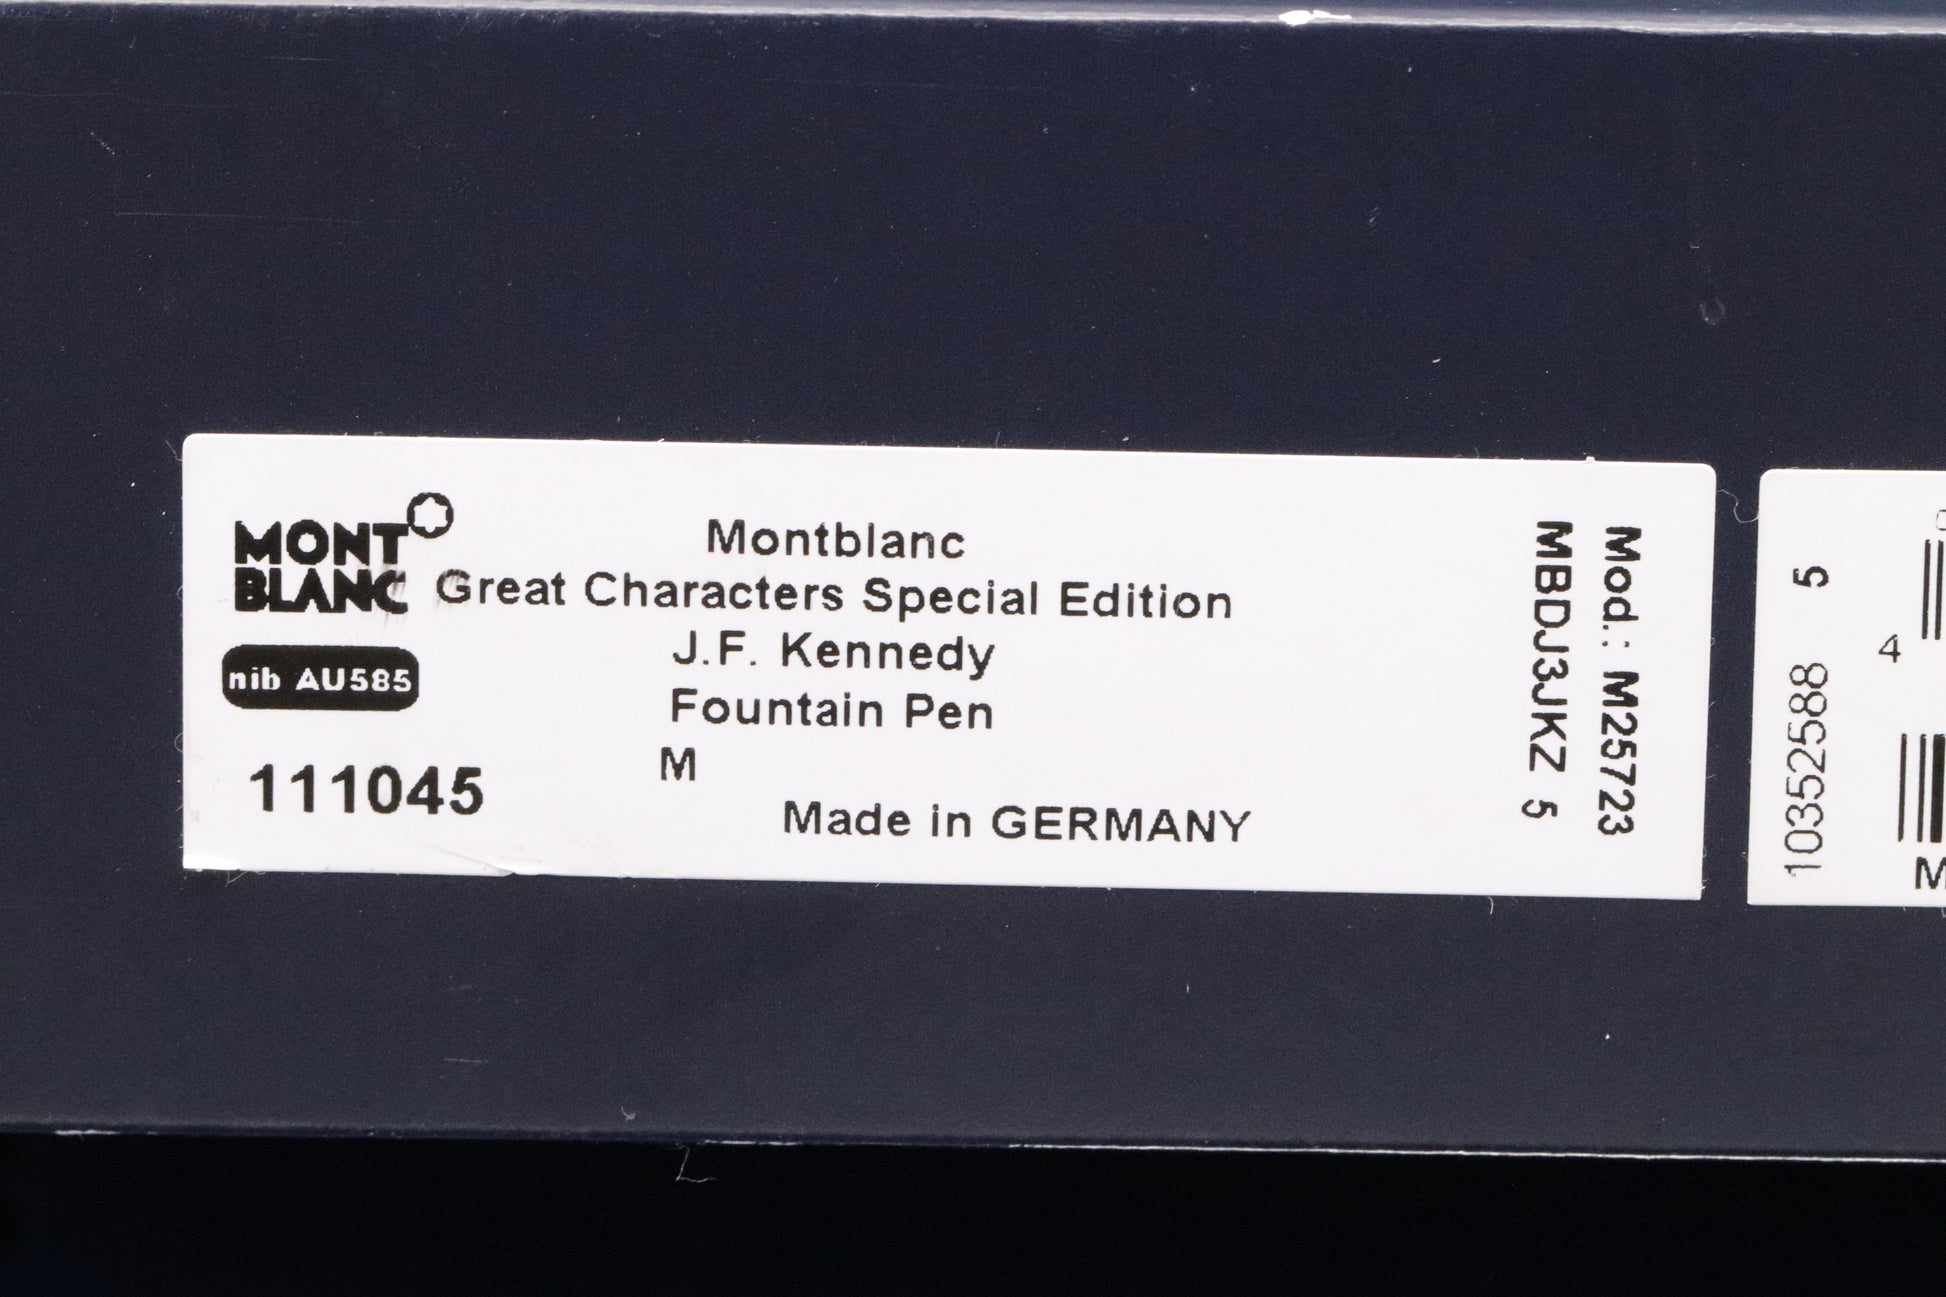 MONT
BLANC
nib AU585
111045
Montblanc
Great Characters Special Edition
J.F. Kennedy
Fountain Pen
M
Made in GERMANY
Mod.: M25723
MBDJ3JKZ 5
10352588 5
4
M